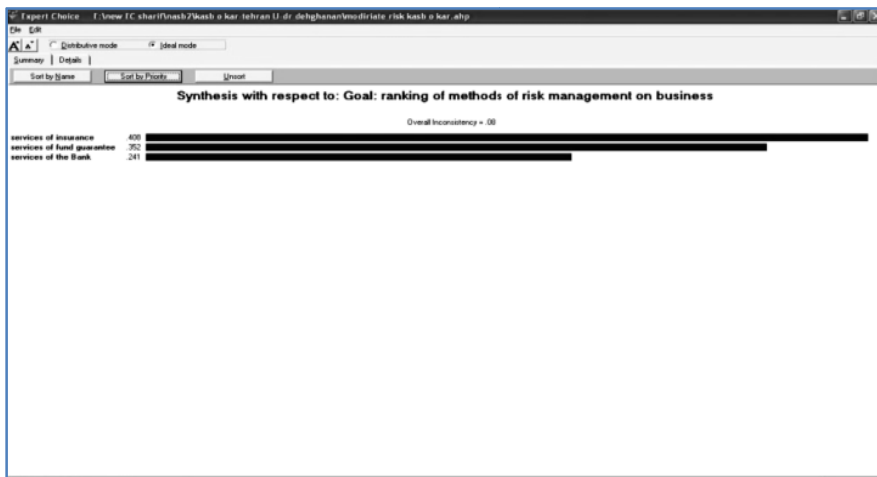 Expert Choice E:\new TC sharif\nasb2\kasb o kar-tehran U-dr dehghanan\modiriate risk kasb o kar.ahp
File Edit
A A Distributive mode Ideal mode
Summary Details
Sort by Name Sort by Priority Unsort
Synthesis with respect to: Goal: ranking of methods of risk management on business
Overall Inconsistency = .08
services of insurance .408
services of fund guarantee .352
services of the Bank .241